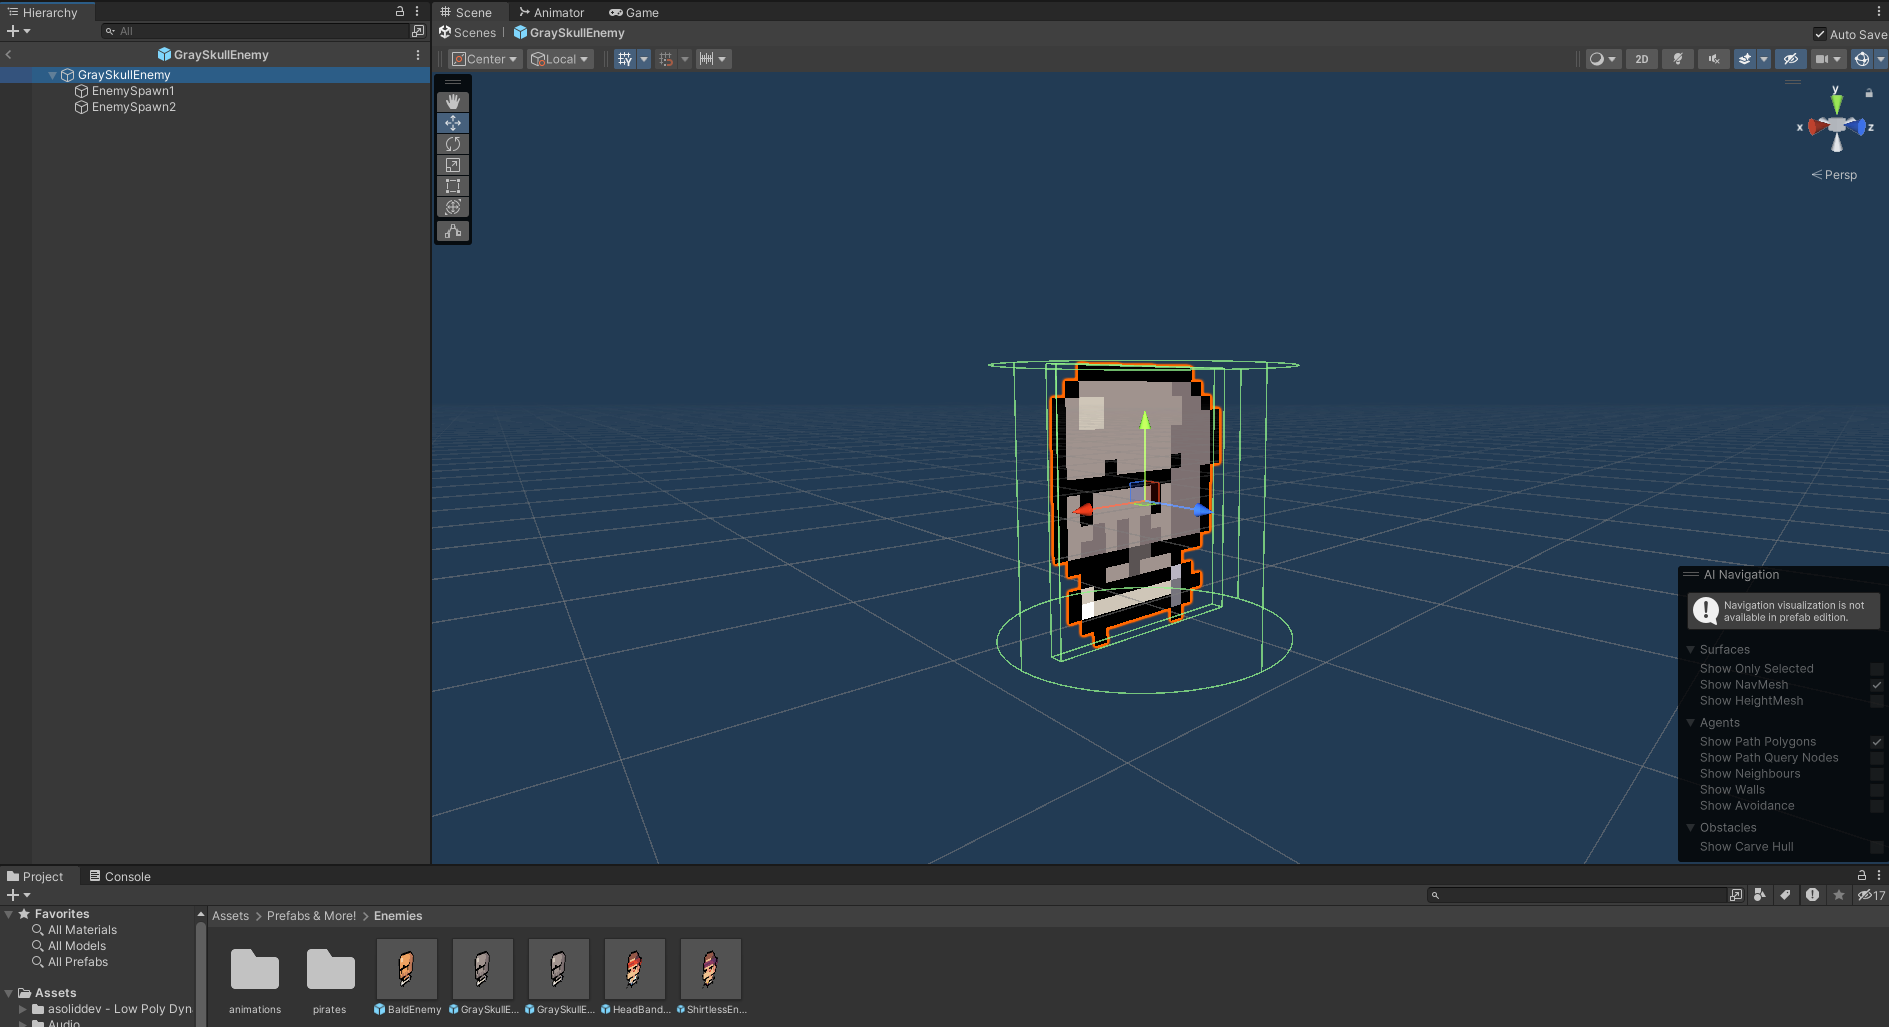 Hierarchy
All
GraySkullEnemy
GraySkullEnemy
EnemySpawn1
EnemySpawn2
Scene
Animator
Game
Scenes
GraySkullEnemy
Auto Save
Center
Local
2D
y
x
z
Persp
AI Navigation
Navigation visualization is not
available in prefab edition.
Surfaces
Show Only Selected
Show NavMesh
Show HeightMesh
Agents
Show Path Polygons
Show Path Query Nodes
Show Neighbours
Show Walls
Show Avoidance
Obstacles
Show Carve Hull
Project
Console
17
Favorites
All Materials
All Models
All Prefabs
Assets
asoliddev - Low Poly Dyn
Audio
Assets > Prefabs & More! > Enemies
animations
pirates
BaldEnemy
GraySkullE...
GraySkullE...
HeadBand...
ShirtlessEn...